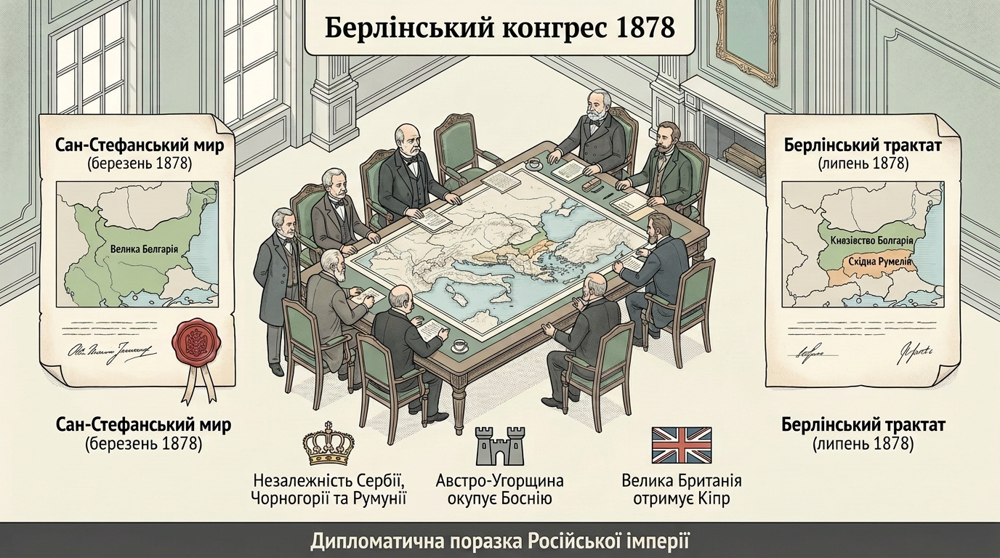 Берлінський конгрес 1878
Сан-Стефанський мир
(березень 1878)
Велика Белгарія
Берлінський трактат
(липень 1878)
Кнезівство Болгарія
Східна Румелія
Сан-Стефанський мир
(березень 1878)
Берлінський трактат
(липень 1878)
Незалежність Сербії,
Чорногорії та Румунії
Австро-Угорщина
окупує Боснію
Велика Британія
отримує Кіпр
Дипломатична поразка Російської імперії